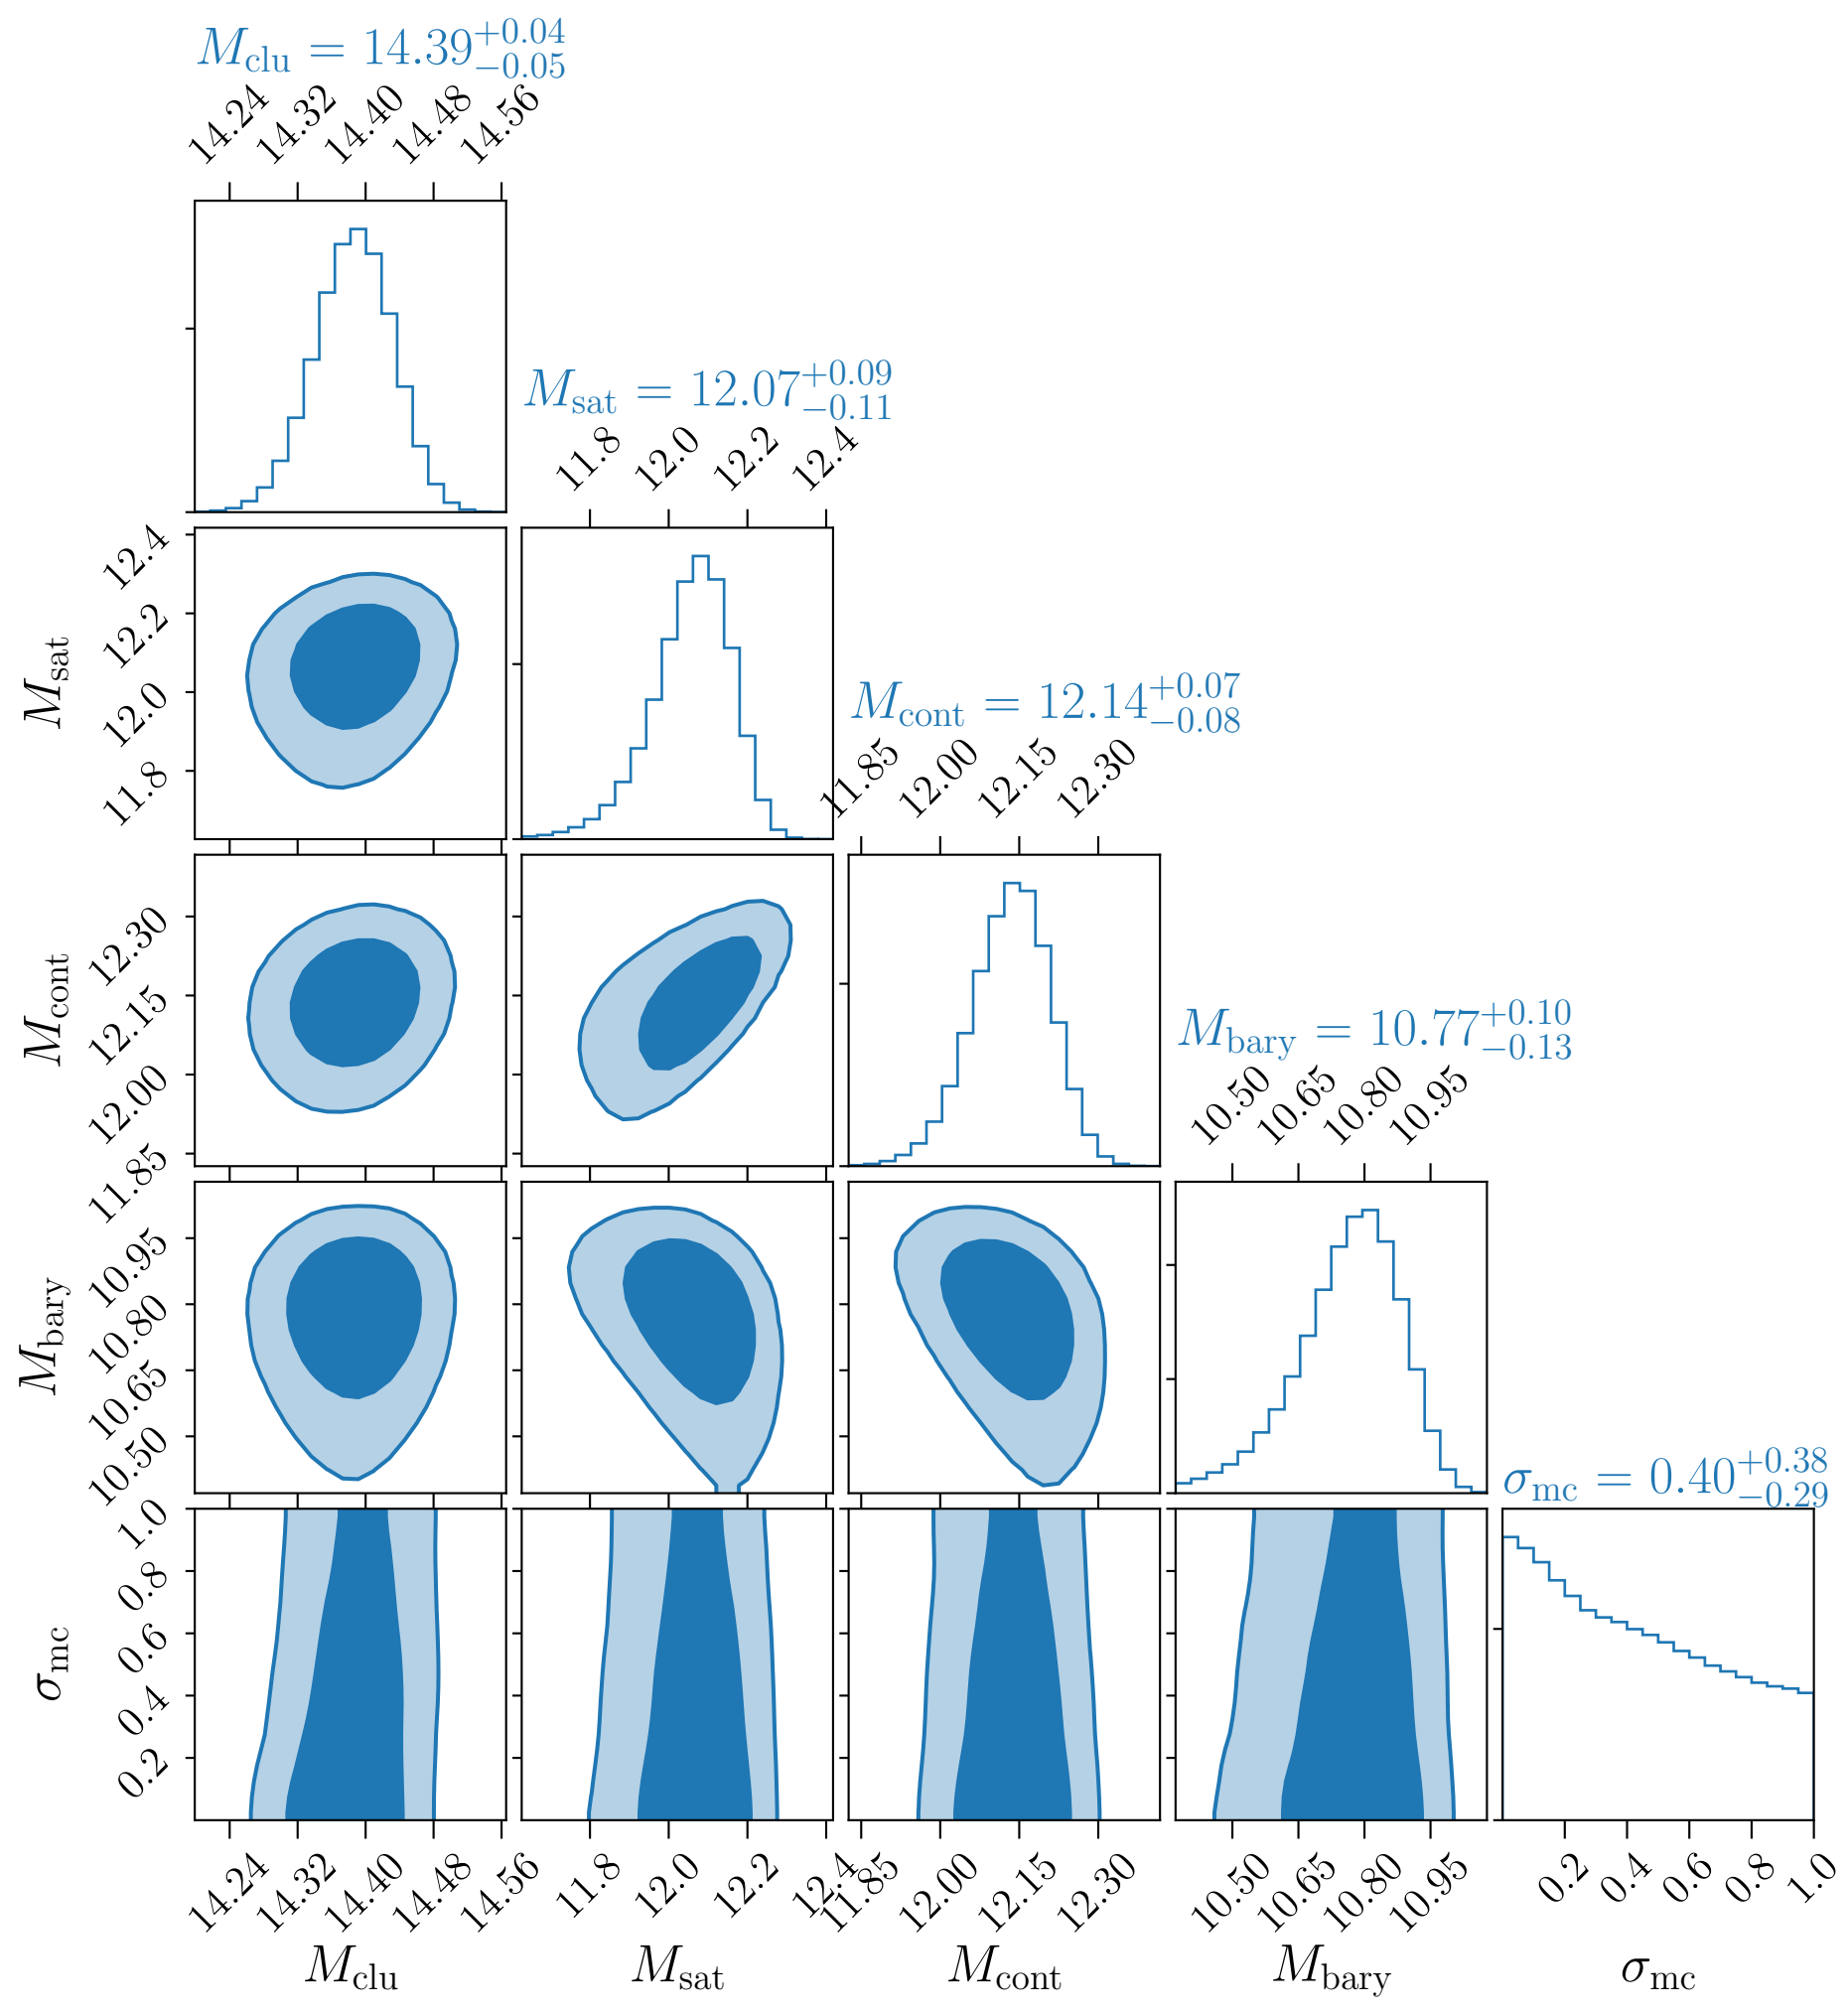 M_clu = 14.39^{+0.04}_{-0.05}
14.24 14.32 14.40 14.48 14.56
M_sat = 12.07^{+0.09}_{-0.11}
11.8 12.0 12.2 12.4
M_sat
12.4
12.2
12.0
11.8
M_cont = 12.14^{+0.07}_{-0.08}
11.85 12.00 12.15 12.30
M_cont
12.30
12.15
12.00
11.85
M_bary = 10.77^{+0.10}_{-0.13}
10.50 10.65 10.80 10.95
M_bary
10.95
10.80
10.65
10.50
σ_mc = 0.40^{+0.38}_{-0.29}
σ_mc
1.0
0.8
0.6
0.4
0.2
14.24 14.32 14.40 14.48 14.56 11.8 12.0 12.2 12.4 11.85 12.00 12.15 12.30 10.50 10.65 10.80 10.95 0.2 0.4 0.6 0.8 1.0
M_clu M_sat M_cont M_bary σ_mc